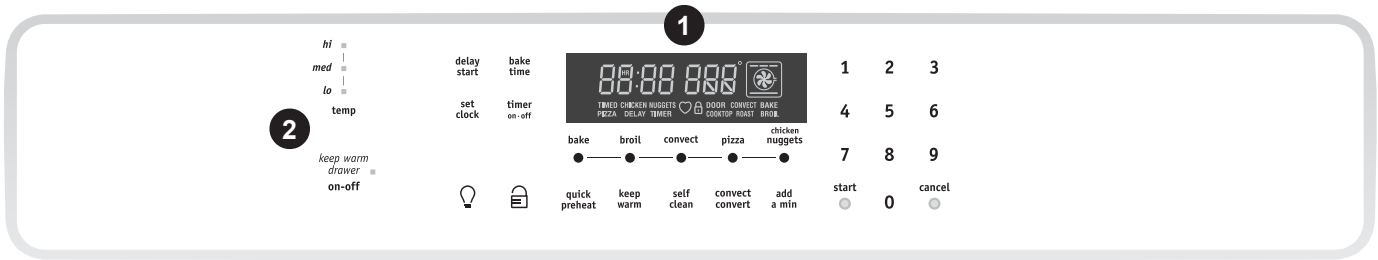 1
hi
med
lo
temp
2
keep warm
drawer
on-off
delay
start
bake
time
set
clock
timer
on·off
88:88 888°
HR
TIMED CHICKEN NUGGETS DOOR CONVECT BAKE
PIZZA DELAY TIMER COOKTOP ROAST BROIL
bake broil convect pizza chicken
nuggets
quick
preheat
keep
warm
self
clean
convect
convert
add
a min
1 2 3
4 5 6
7 8 9
start 0 cancel